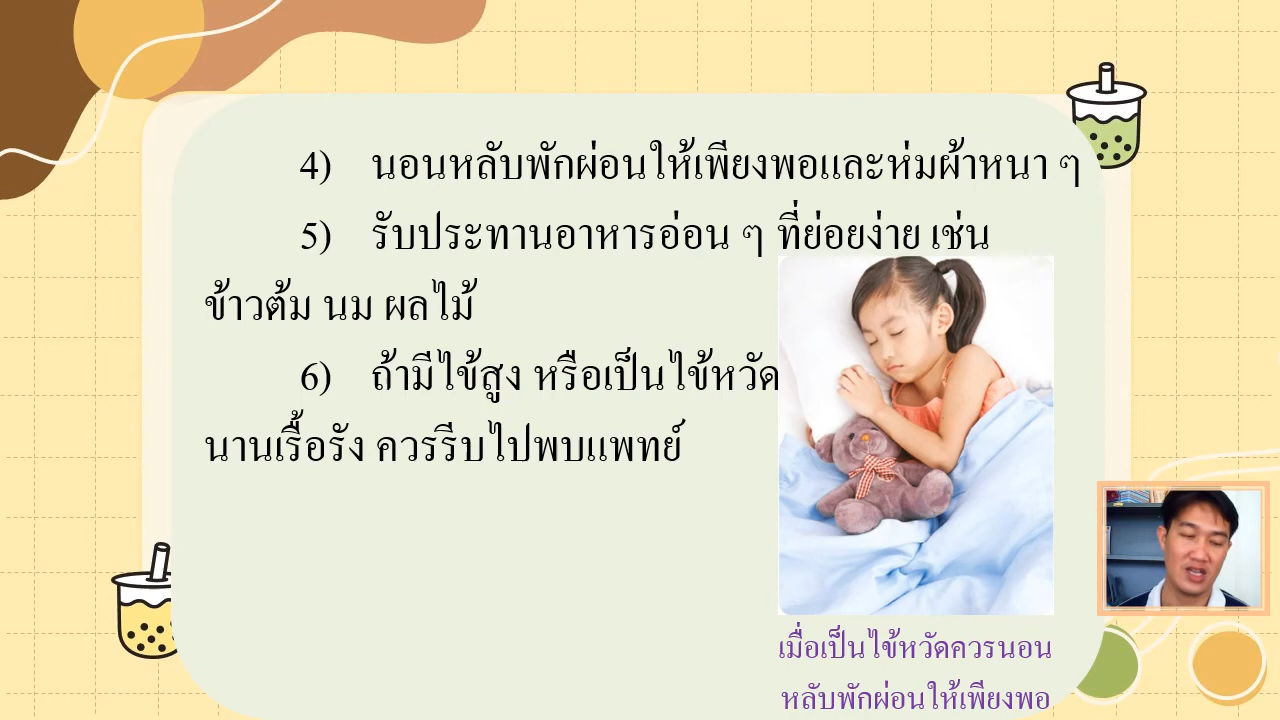 4) นอนหลับพักผ่อนให้เพียงพอและห่มผ้าหนา ๆ
5) รับประทานอาหารอ่อน ๆ ที่ย่อยง่าย เช่น
ข้าวต้ม นม ผลไม้
6) ถ้ามีไข้สูง หรือเป็นไข้หวัด
นานเรื้อรัง ควรรีบไปพบแพทย์
เมื่อเป็นไข้หวัดควรนอน
หลับพักผ่อนให้เพียงพอ